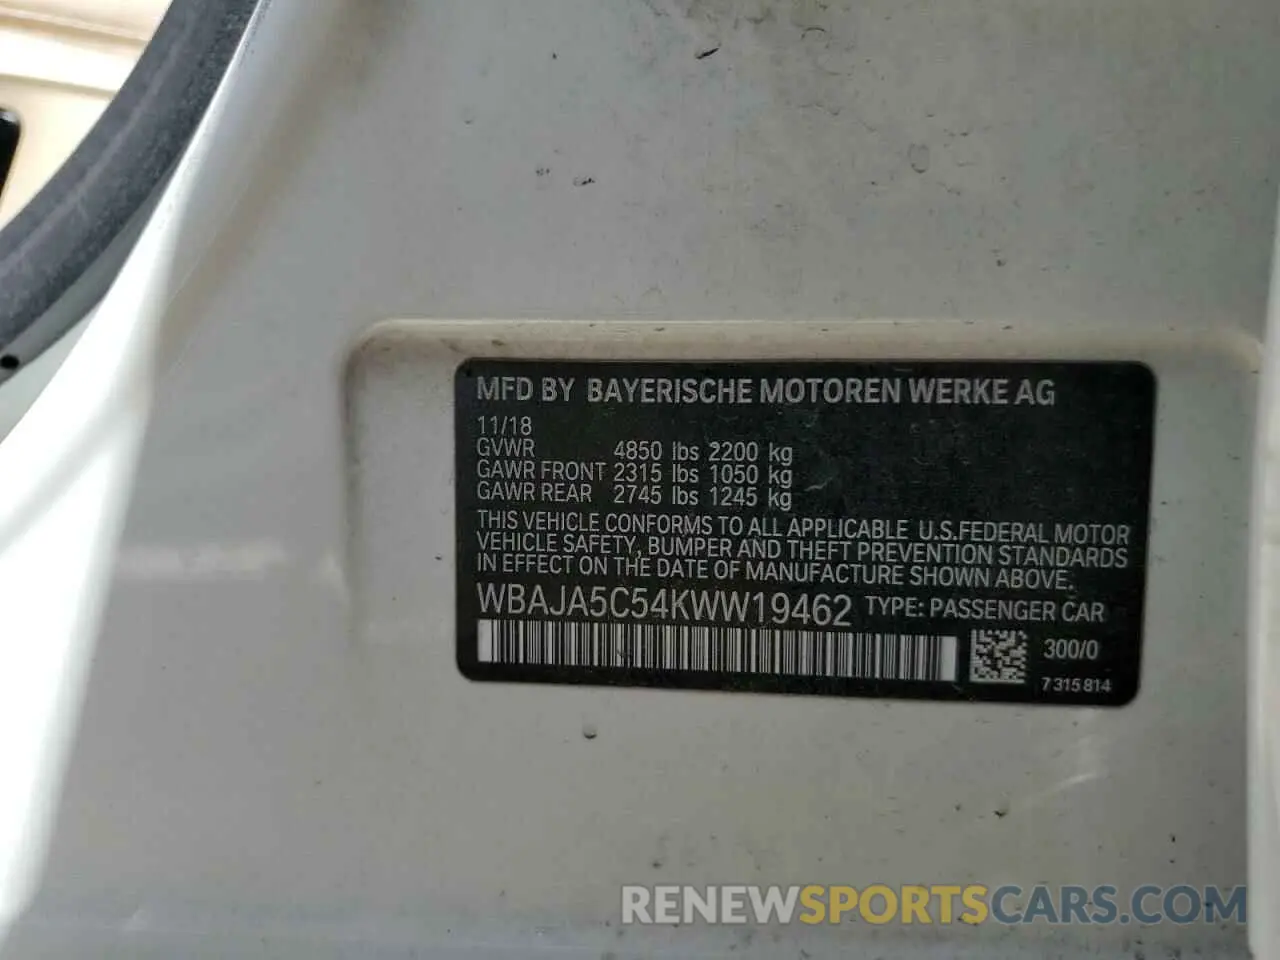 MFD BY BAYERISCHE MOTOREN WERKE AG
11/18
GVWR 4850 lbs 2200 kg
GAWR FRONT 2315 lbs 1050 kg
GAWR REAR 2745 lbs 1245 kg
THIS VEHICLE CONFORMS TO ALL APPLICABLE U.S.FEDERAL MOTOR
VEHICLE SAFETY, BUMPER AND THEFT PREVENTION STANDARDS
IN EFFECT ON THE DATE OF MANUFACTURE SHOWN ABOVE.
WBAJA5C54KWW19462 TYPE: PASSENGER CAR
300/0
7 315 814
RENEWSPORTSCARS.COM